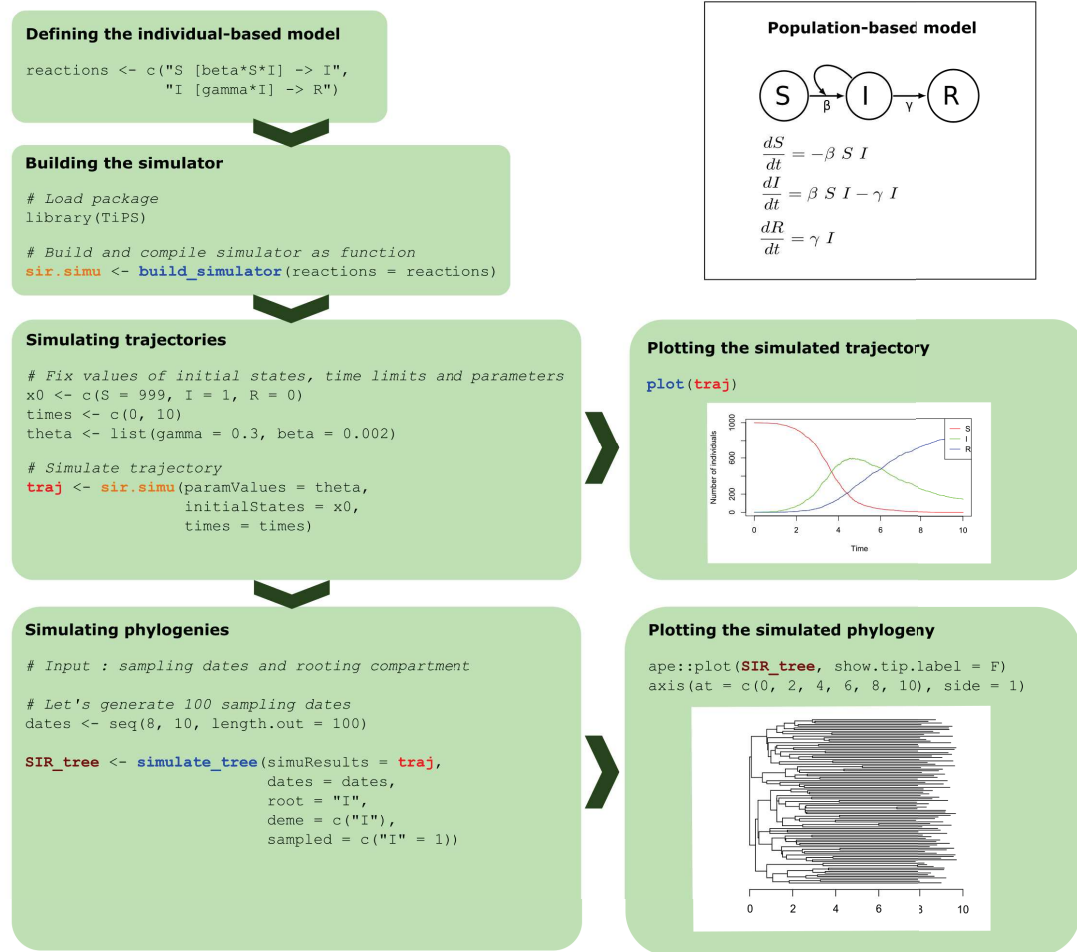 Defining the individual-based model
reactions <- c("S [beta*S*I] -> I",
"I [gamma*I] -> R")
Building the simulator
# Load package
library(TiPS)
# Build and compile simulator as function
sir.simu <- build_simulator(reactions = reactions)
Population-based model
S β I γ R
dS/dt = −β S I
dI/dt = β S I − γ I
dR/dt = γ I
Simulating trajectories
# Fix values of initial states, time limits and parameters
x0 <- c(S = 999, I = 1, R = 0)
times <- c(0, 10)
theta <- list(gamma = 0.3, beta = 0.002)
# Simulate trajectory
traj <- sir.simu(paramValues = theta,
initialStates = x0,
times = times)
Plotting the simulated trajectory
plot(traj)
Number of individuals
1000
600
200
0
S
I
R
0 2 4 6 8 10
Time
Simulating phylogenies
# Input : sampling dates and rooting compartment
# Let's generate 100 sampling dates
dates <- seq(8, 10, length.out = 100)
SIR_tree <- simulate_tree(simuResults = traj,
dates = dates,
root = "I",
deme = c("I"),
sampled = c("I" = 1))
Plotting the simulated phylogeny
ape::plot(SIR_tree, show.tip.label = F)
axis(at = c(0, 2, 4, 6, 8, 10), side = 1)
0 2 4 6 8 10